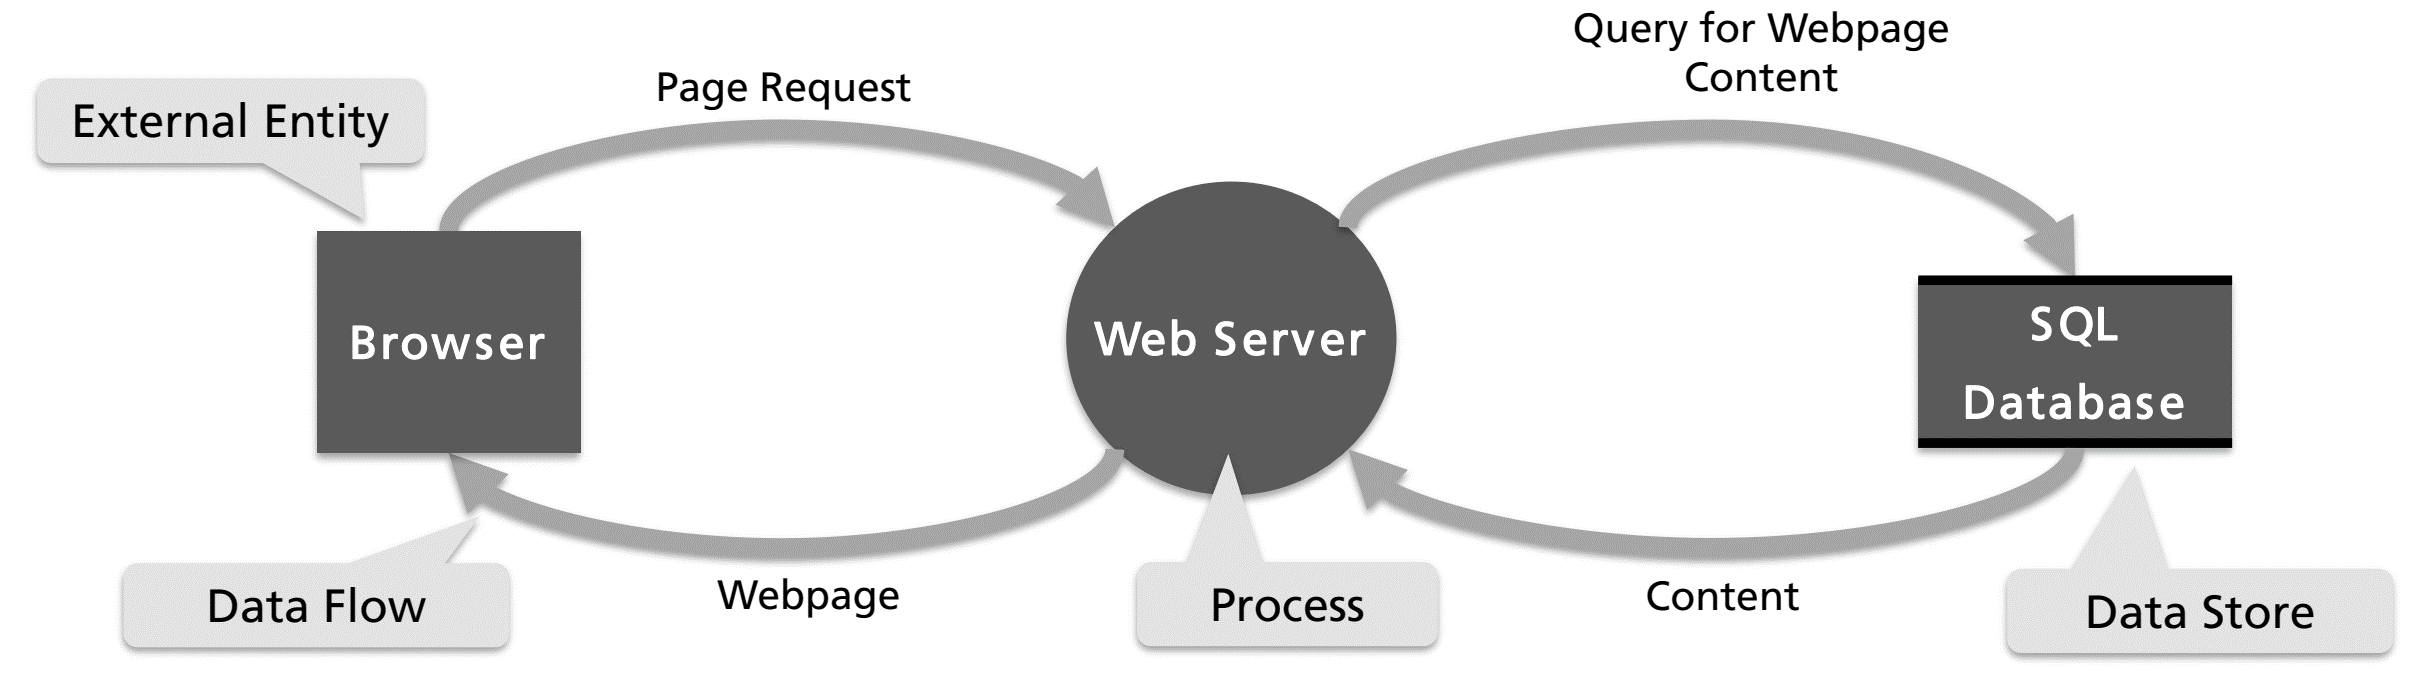 Query for Webpage
Content
Page Request
External Entity
Browser
Web Server
SQL
Database
Data Flow
Webpage
Process
Content
Data Store